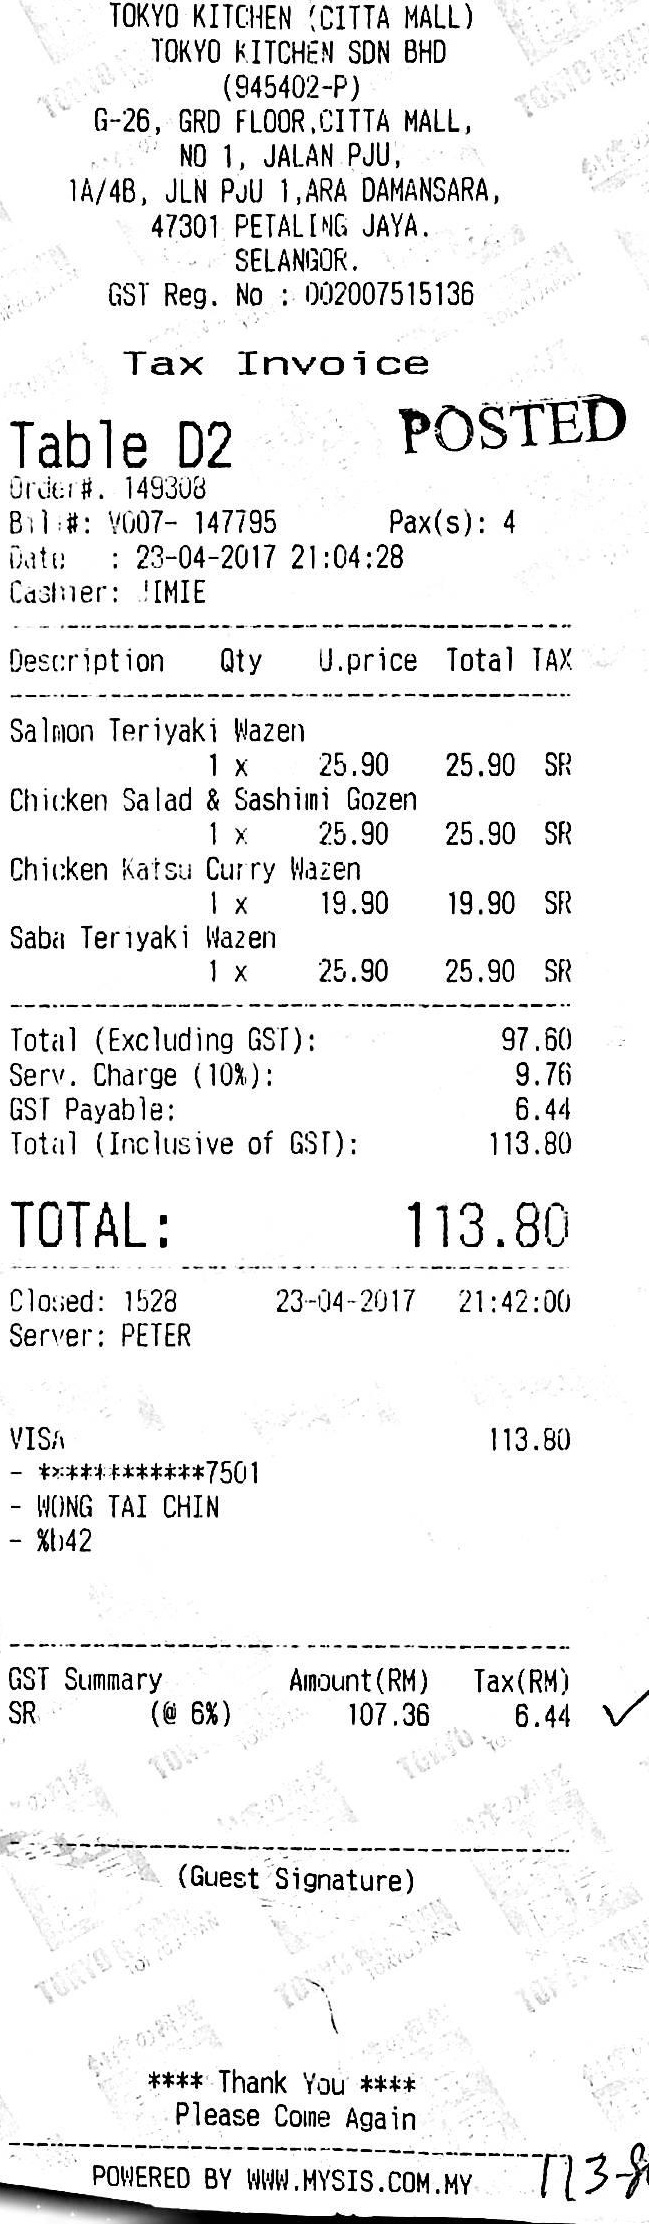 TOKYO KITCHEN (CITTA MALL)
TOKYO KITCHEN SDN BHD
(945402-P)
G-26, GRD FLOOR,CITTA MALL,
NO 1, JALAN PJU,
1A/4B, JLN PJU 1,ARA DAMANSARA,
47301 PETALING JAYA.
SELANGOR.
GST Reg. No : 002007515136
Tax Invoice
POSTED
Table D2
Order#. 149308
Bill#: V007- 147795 Pax(s): 4
Date : 23-04-2017 21:04:28
Cashier: JIMIE
Description Qty U.price Total TAX
Salmon Teriyaki Wazen
1 x 25.90 25.90 SR
Chicken Salad & Sashimi Gozen
1 x 25.90 25.90 SR
Chicken Katsu Curry Wazen
1 x 19.90 19.90 SR
Saba Teriyaki Wazen
1 x 25.90 25.90 SR
Total (Excluding GST): 97.60
Serv. Charge (10%): 9.76
GST Payable: 6.44
Total (Inclusive of GST): 113.80
TOTAL: 113.80
Closed: 1528 23-04-2017 21:42:00
Server: PETER
VISA 113.80
- ************7501
- WONG TAI CHIN
- %b42
GST Summary Amount(RM) Tax(RM)
SR (@ 6%) 107.36 6.44
(Guest Signature)
**** Thank You ****
Please Come Again
POWERED BY WWW.MYSIS.COM.MY